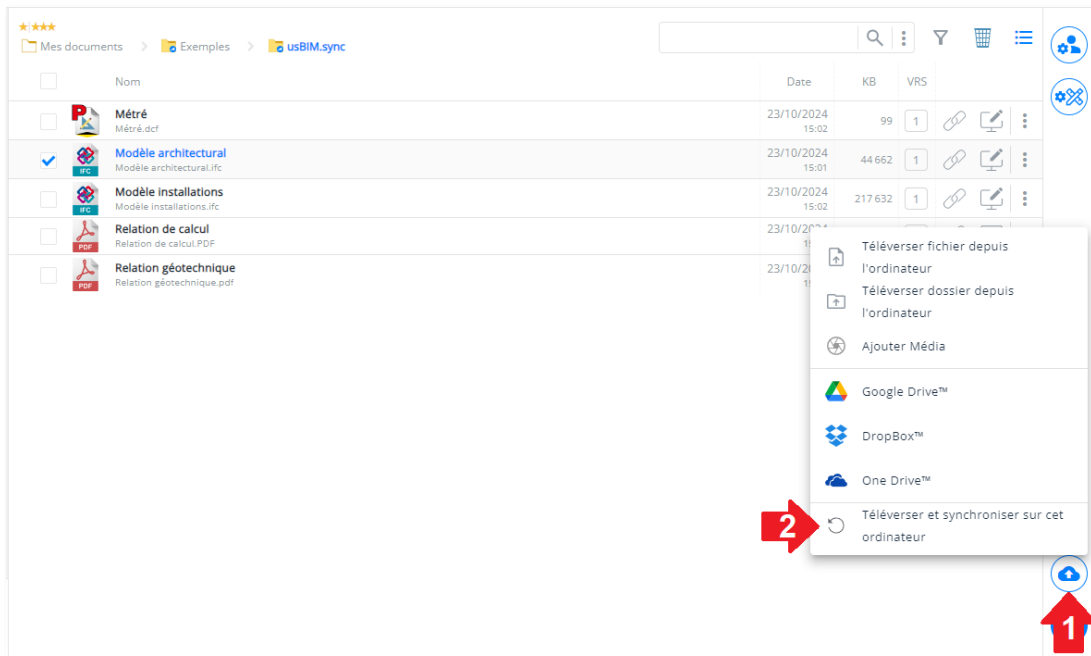 Mes documents > Exemples > usBIM.sync
Nom Date KB VRS
Métré 23/10/2024
Métré.dcf 15:02 99 1
Modèle architectural 23/10/2024
Modèle architectural.ifc 15:01 44 662 1
IFC
Modèle installations 23/10/2024
Modèle installations.ifc 15:02 217 632 1
IFC
Relation de calcul
Relation de calcul.PDF
PDF
Relation géotechnique
Relation géotechnique.pdf
PDF
Téléverser fichier depuis
l'ordinateur
Téléverser dossier depuis
l'ordinateur
Ajouter Média
Google Drive™
DropBox™
One Drive™
2 Téléverser et synchroniser sur cet
ordinateur
1